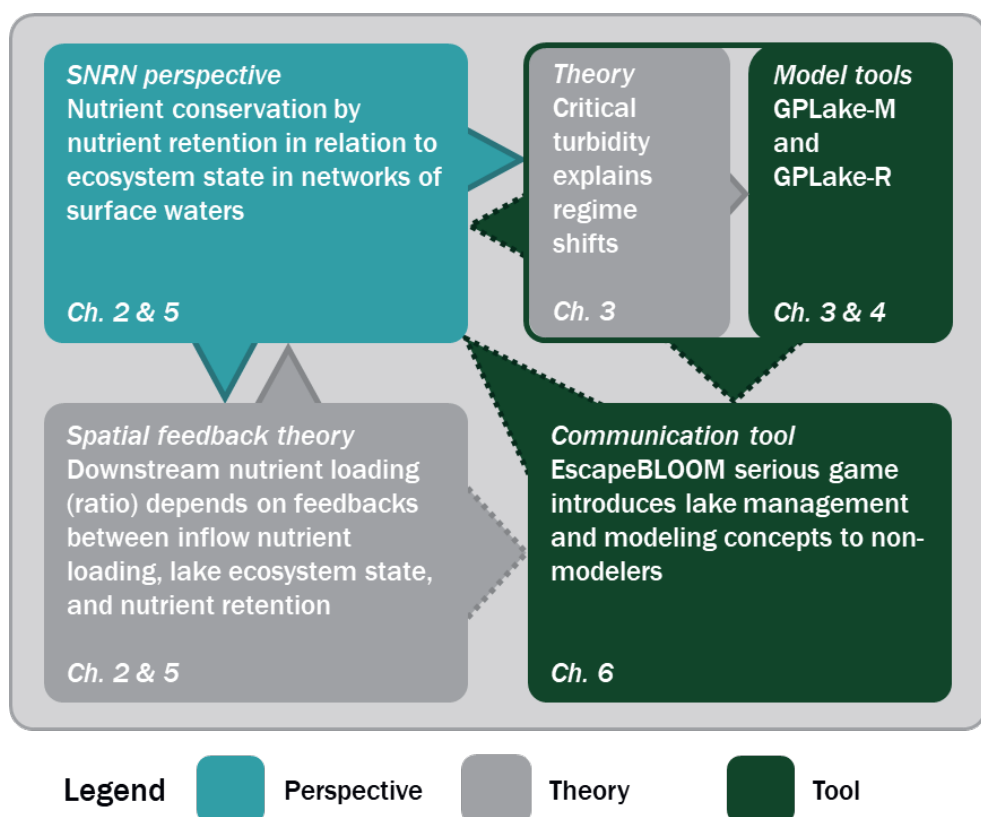 SNRN perspective
Nutrient conservation by
nutrient retention in relation to
ecosystem state in networks of
surface waters
Ch. 2 & 5
Theory
Critical
turbidity
explains
regime
shifts
Ch. 3
Model tools
GPLake-M
and
GPLake-R
Ch. 3 & 4
Spatial feedback theory
Downstream nutrient loading
(ratio) depends on feedbacks
between inflow nutrient
loading, lake ecosystem state,
and nutrient retention
Ch. 2 & 5
Communication tool
EscapeBLOOM serious game
introduces lake management
and modeling concepts to non-
modelers
Ch. 6
Legend
Perspective
Theory
Tool